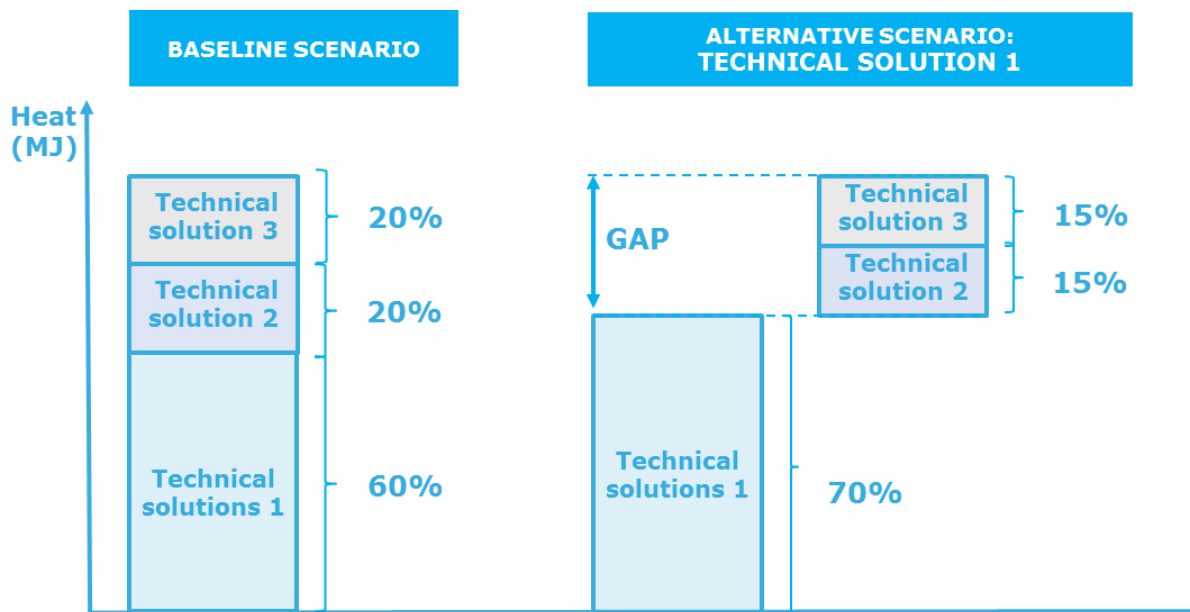 BASELINE SCENARIO
ALTERNATIVE SCENARIO:
TECHNICAL SOLUTION 1
Heat
(MJ)
Technical
solution 3
20%
Technical
solution 2
20%
Technical
solutions 1
60%
GAP
Technical
solution 3
15%
Technical
solution 2
15%
Technical
solutions 1
70%